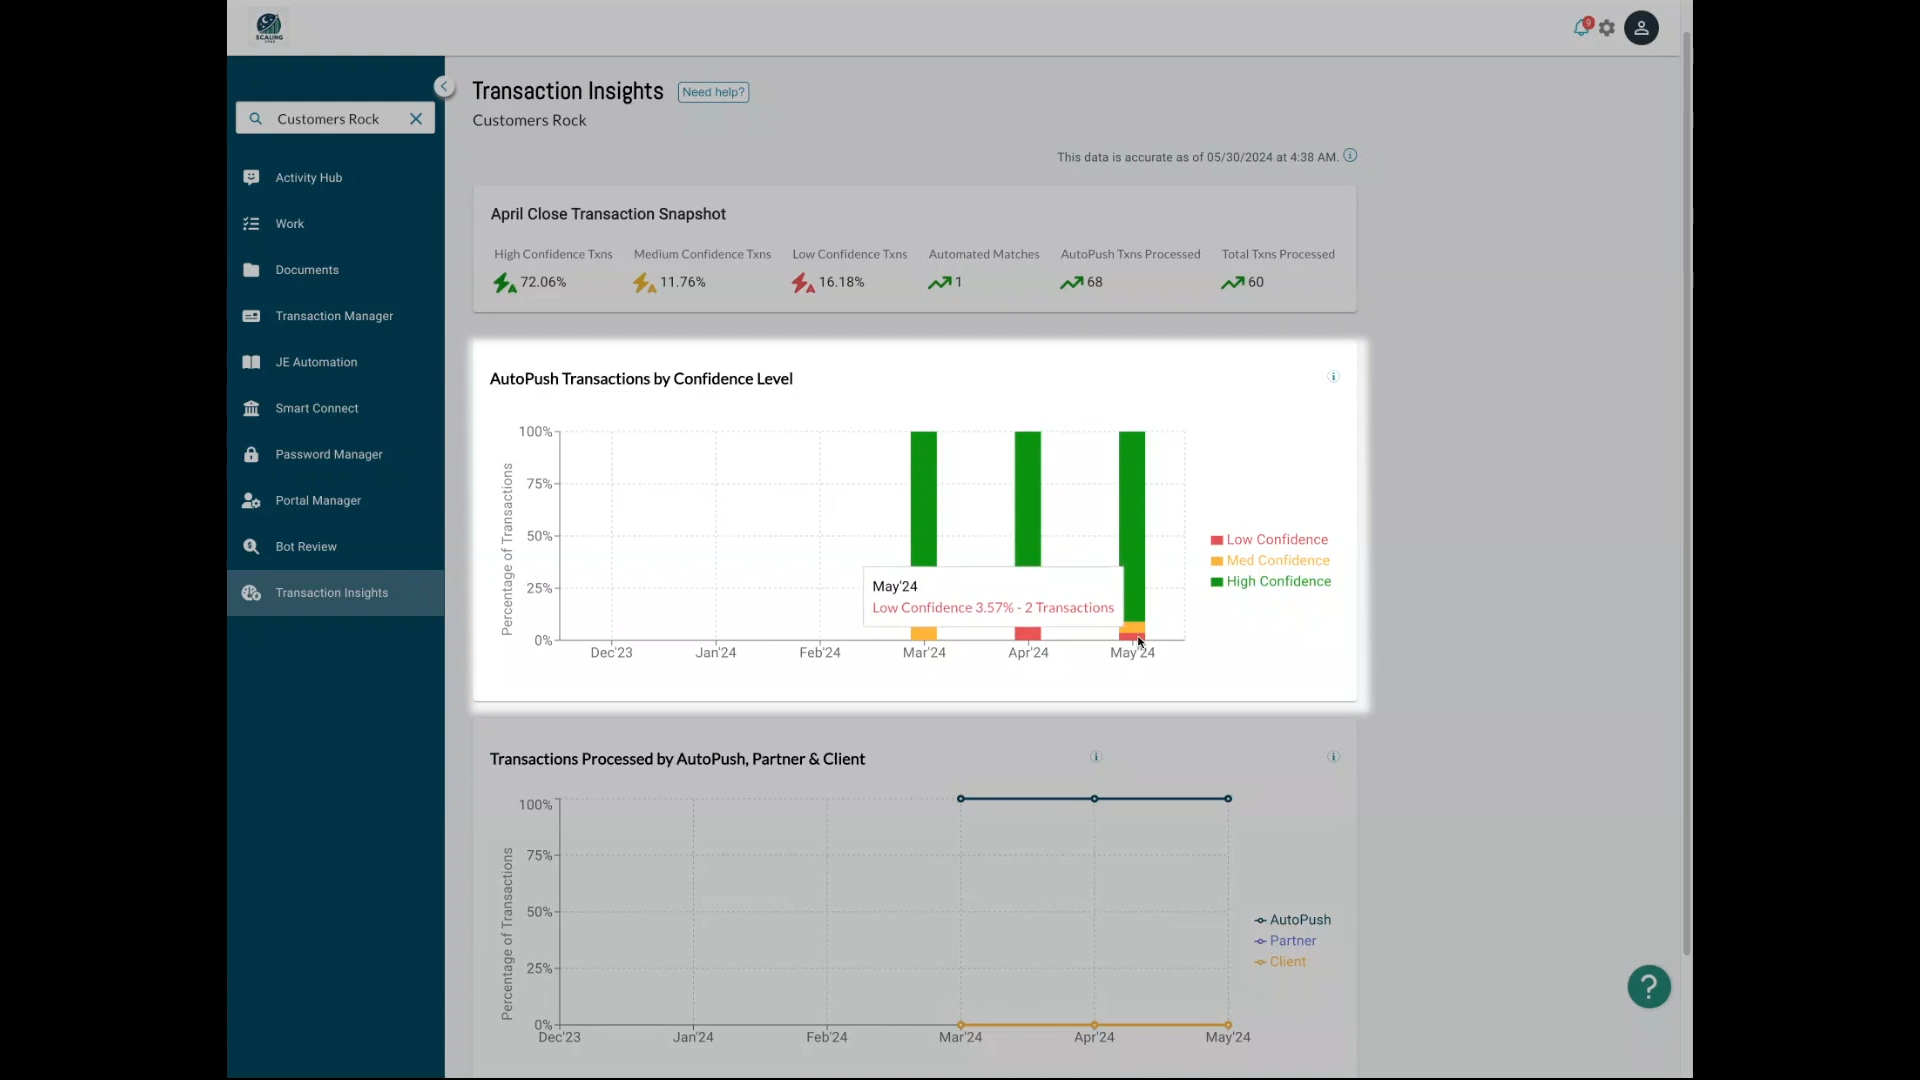 SCALING
9
Transaction Insights
Need help?
Customers Rock
Customers Rock
This data is accurate as of 05/30/2024 at 4:38 AM.
Activity Hub
Work
Documents
Transaction Manager
JE Automation
Smart Connect
Password Manager
Portal Manager
Bot Review
Transaction Insights
April Close Transaction Snapshot
High Confidence Txns Medium Confidence Txns Low Confidence Txns Automated Matches AutoPush Txns Processed Total Txns Processed
72.06% 11.76% 16.18% 1 68 60
AutoPush Transactions by Confidence Level
Percentage of Transactions
100%
75%
50%
25%
0%
May'24
Low Confidence 3.57% - 2 Transactions
Dec'23 Jan'24 Feb'24 Mar'24 Apr'24 May'24
Low Confidence
Med Confidence
High Confidence
Transactions Processed by AutoPush, Partner & Client
Percentage of Transactions
100%
75%
50%
25%
0%
Dec'23 Jan'24 Feb'24 Mar'24 Apr'24 May'24
AutoPush
Partner
Client
?